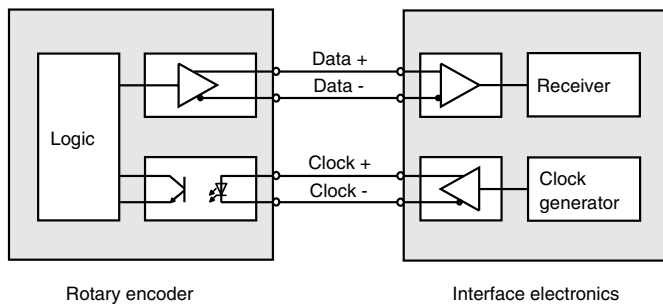 Data +
Data -
Receiver
Logic
Clock +
Clock -
Clock
generator
Rotary encoder
Interface electronics